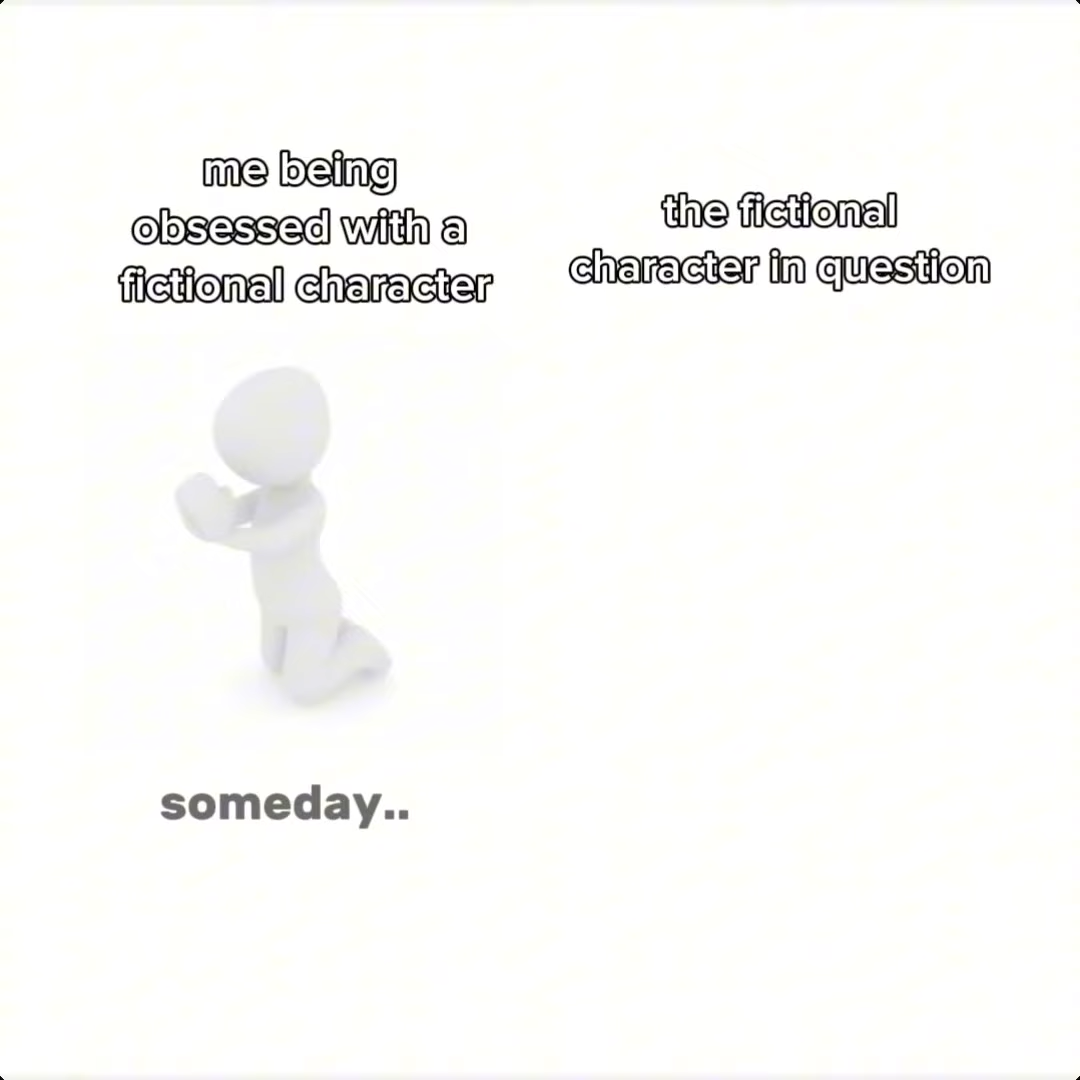 me being
obsessed with a
fictional character
the fictional
character in question
someday..